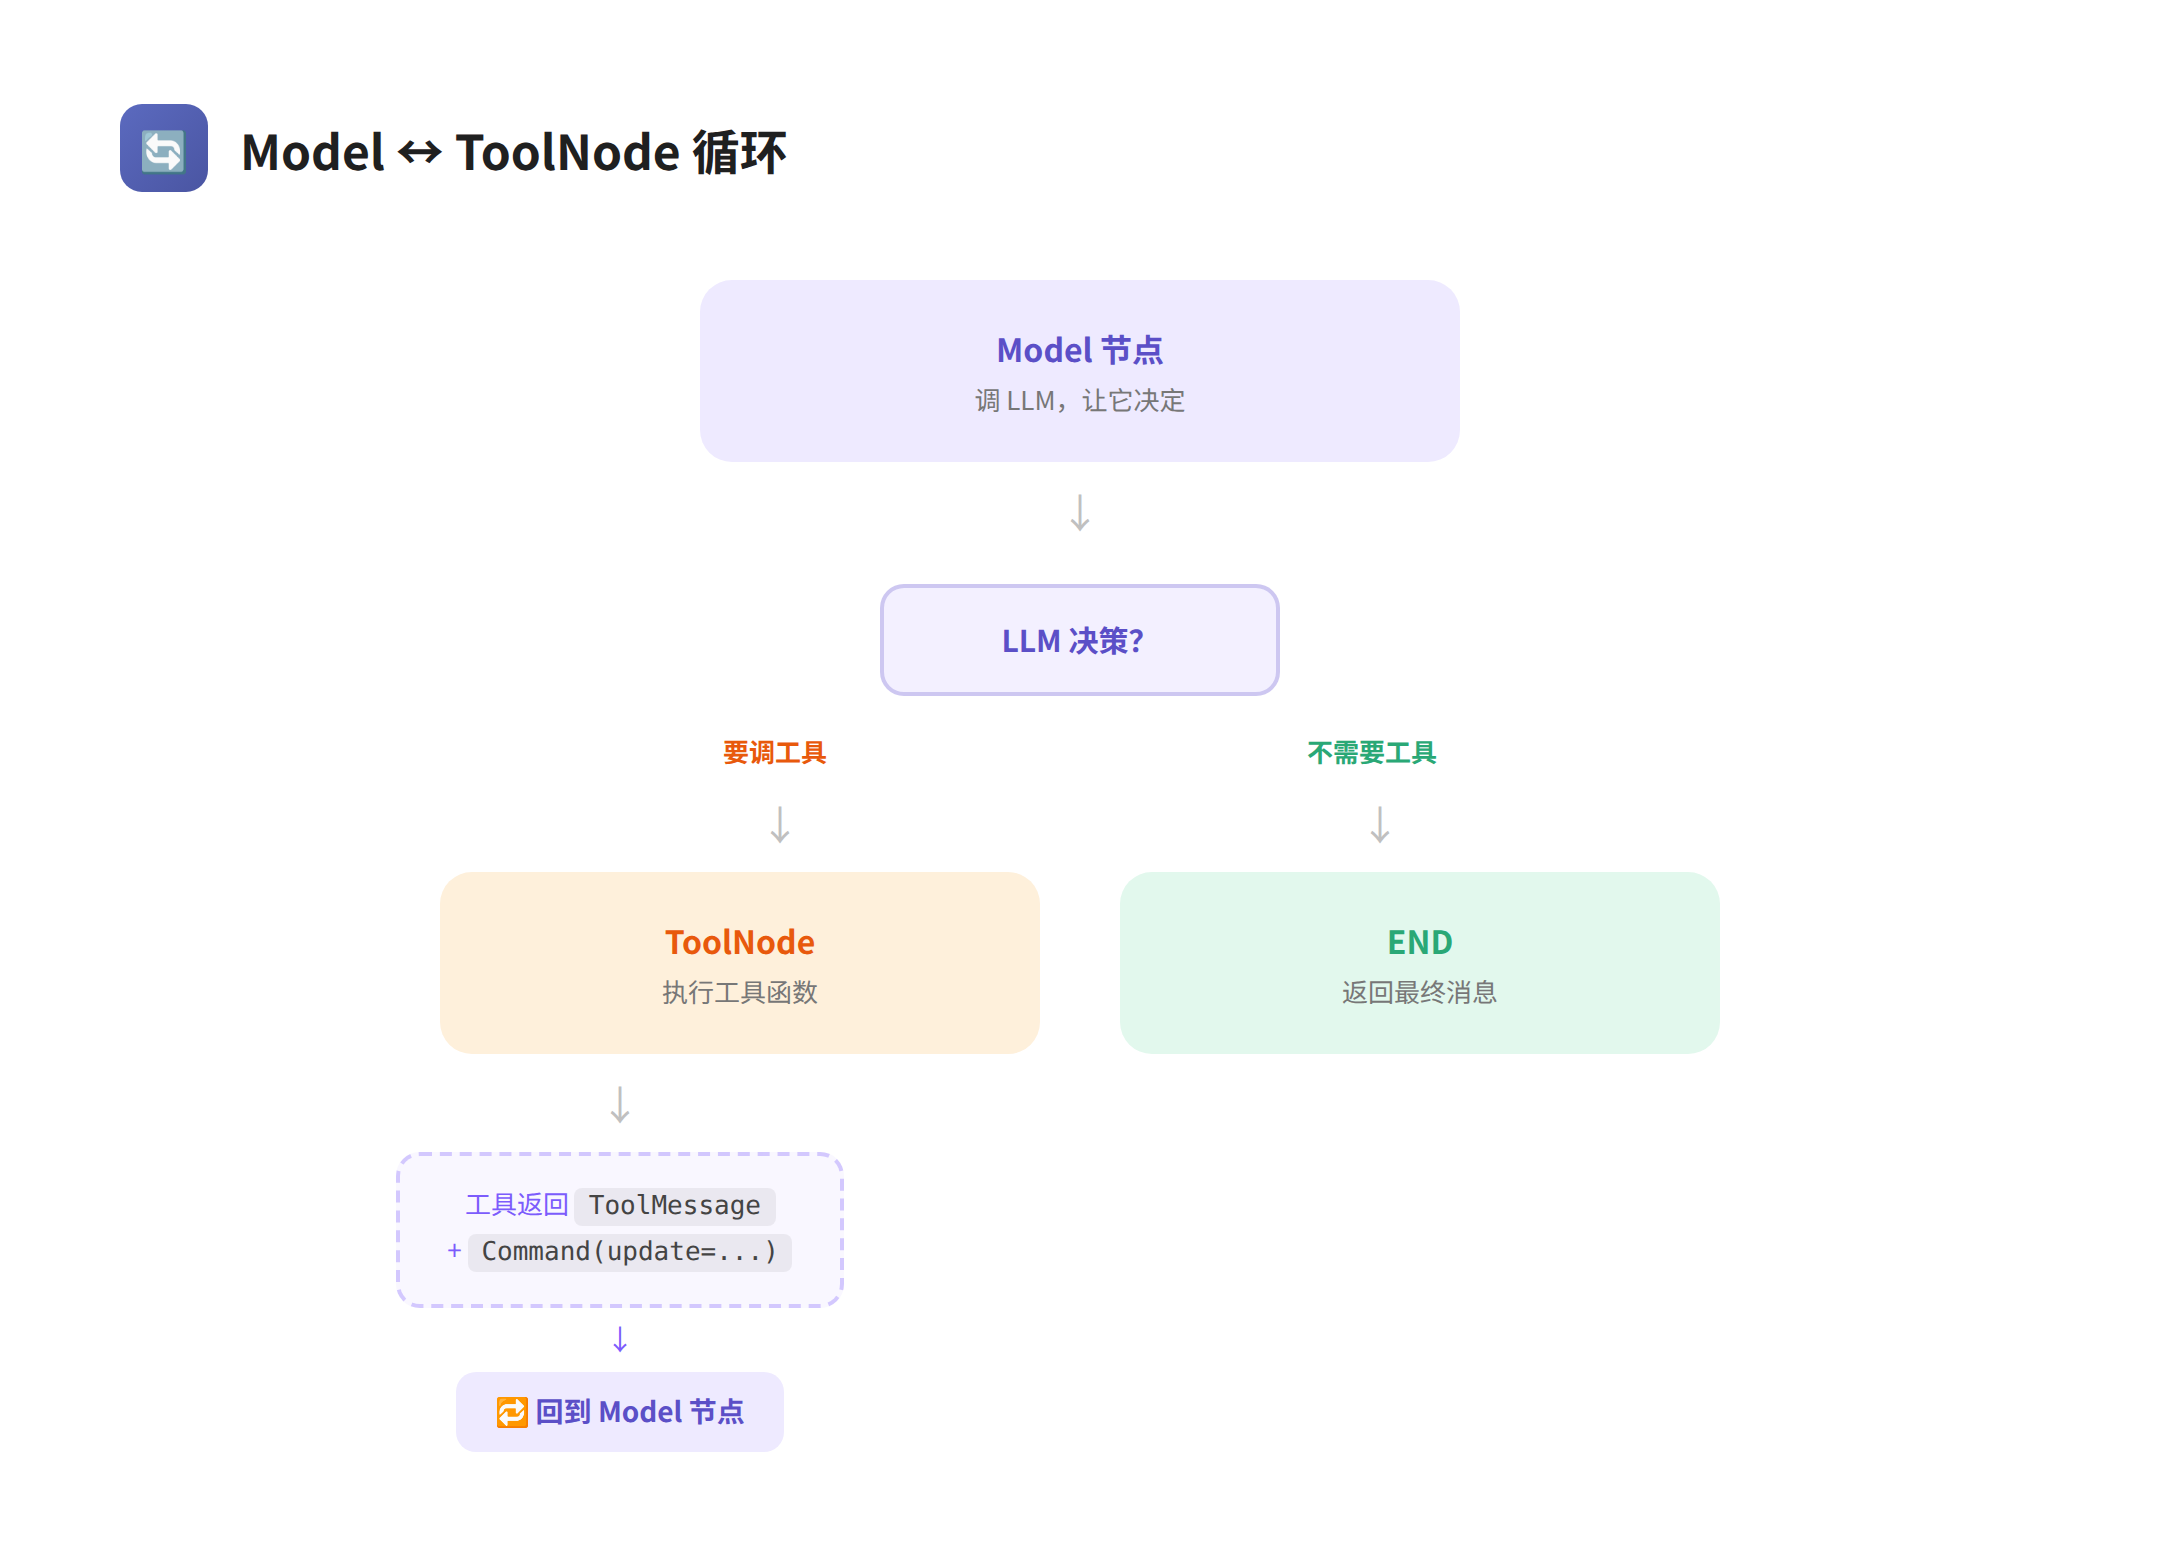 Model ↔ ToolNode 循环
Model 节点
调 LLM，让它决定
↓
LLM 决策?
要调工具
不需要工具
↓
↓
ToolNode
执行工具函数
END
返回最终消息
↓
工具返回 ToolMessage
+ Command(update=...)
↓
🔁 回到 Model 节点